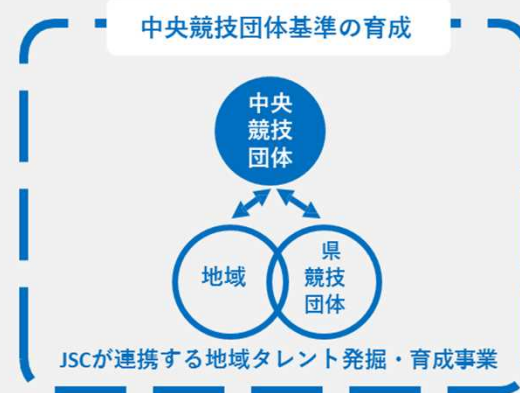 中央競技団体基準の育成
中央
競技
団体
地域
県
競技
団体
JSCが連携する地域タレント発掘・育成事業